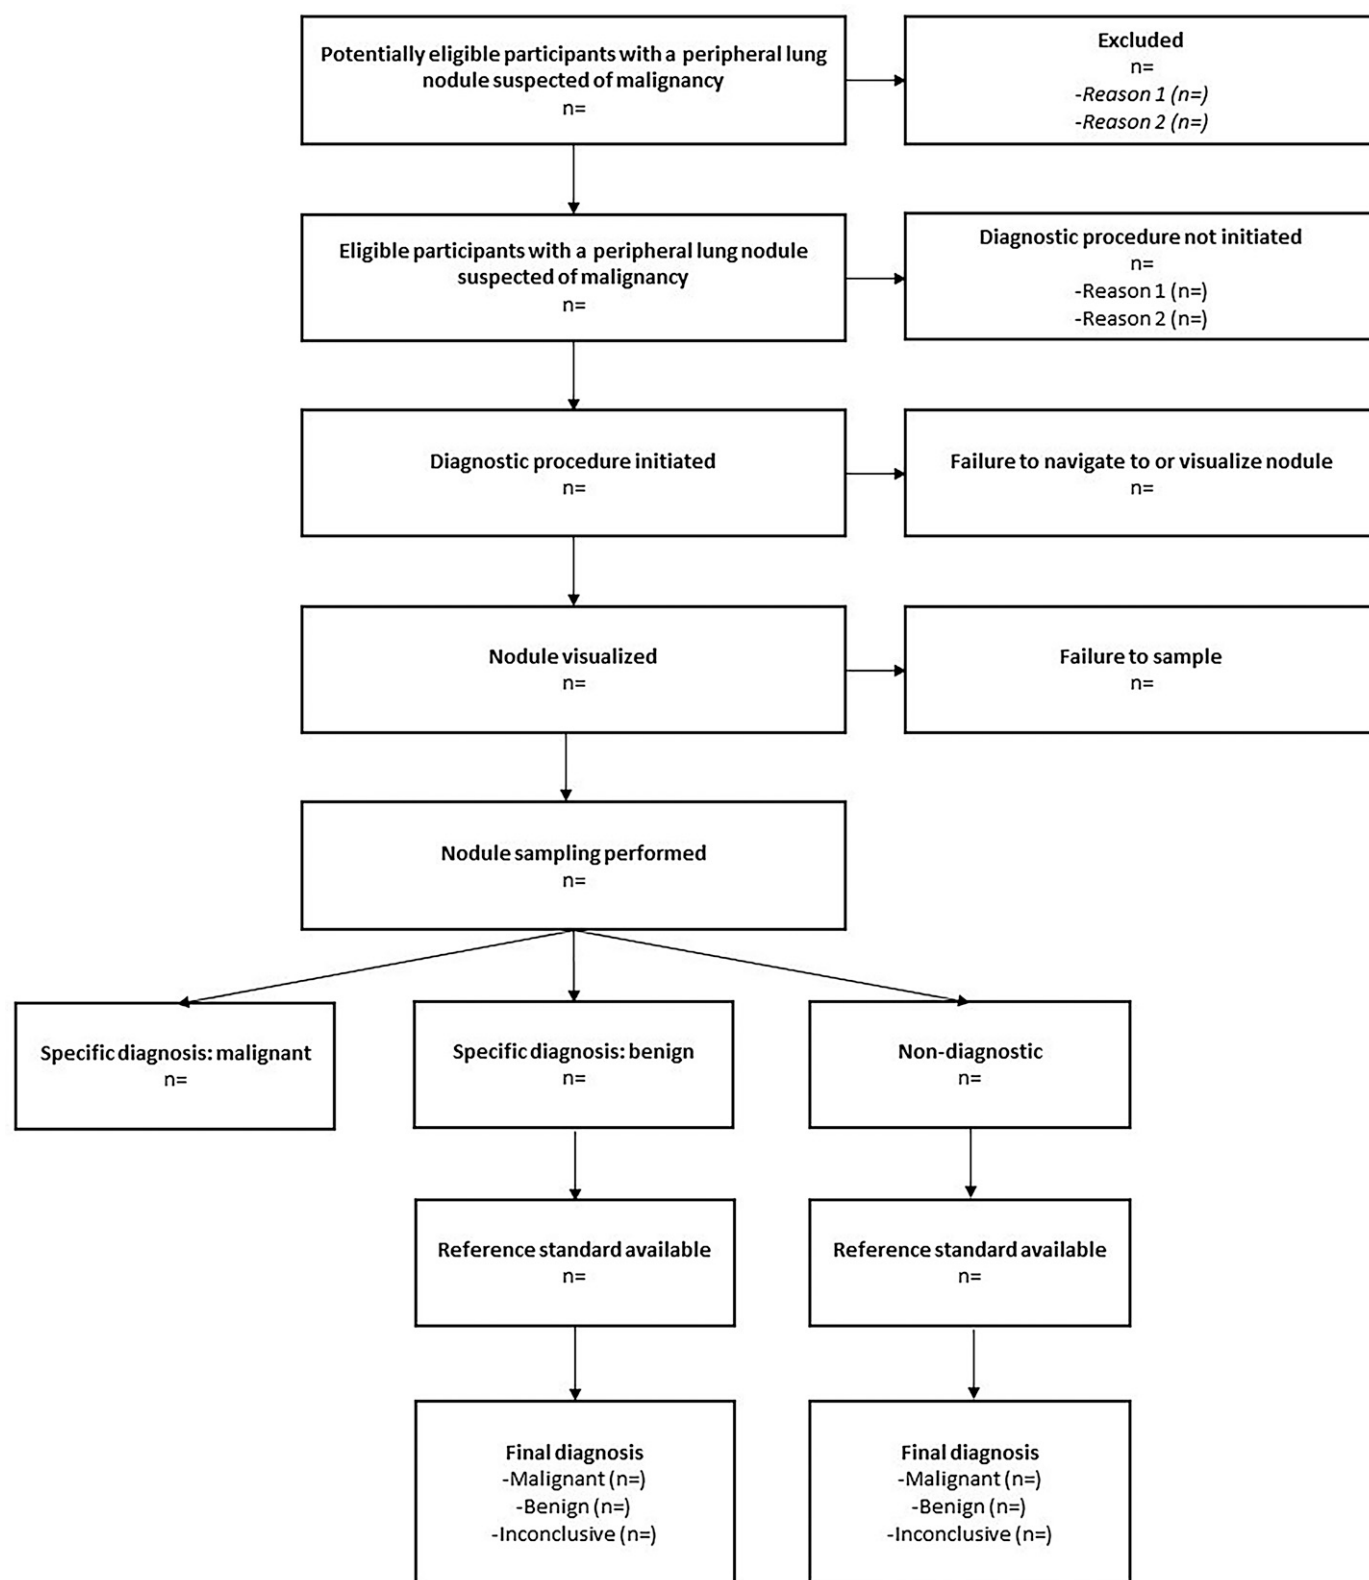 Potentially eligible participants with a peripheral lung
nodule suspected of malignancy
n=
Excluded
n=
-Reason 1 (n=)
-Reason 2 (n=)
Eligible participants with a peripheral lung nodule
suspected of malignancy
n=
Diagnostic procedure not initiated
n=
-Reason 1 (n=)
-Reason 2 (n=)
Diagnostic procedure initiated
n=
Failure to navigate to or visualize nodule
n=
Nodule visualized
n=
Failure to sample
n=
Nodule sampling performed
n=
Specific diagnosis: malignant
n=
Specific diagnosis: benign
n=
Non-diagnostic
n=
Reference standard available
n=
Reference standard available
n=
Final diagnosis
-Malignant (n=)
-Benign (n=)
-Inconclusive (n=)
Final diagnosis
-Malignant (n=)
-Benign (n=)
-Inconclusive (n=)